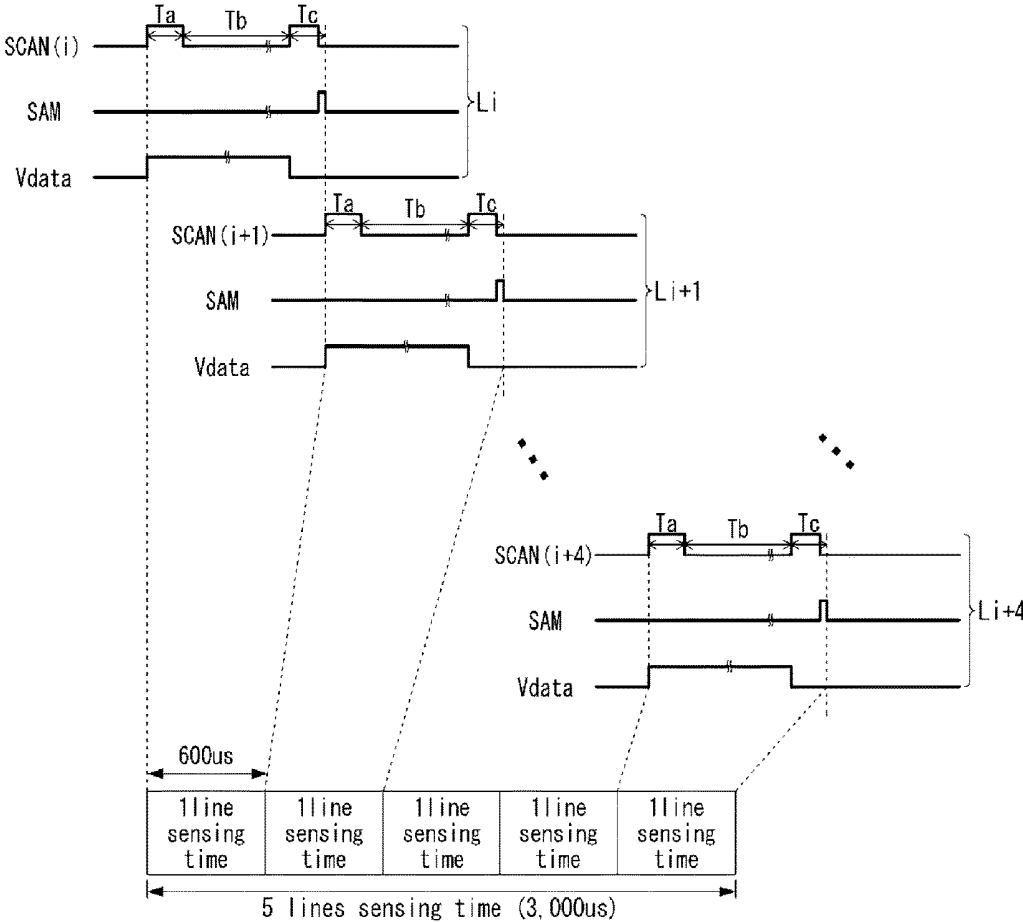 Ta Tb Tc
SCAN(i)
SAM
Li
Vdata
Ta Tb Tc
SCAN(i+1)
SAM
Li+1
Vdata
Ta Tb Tc
SCAN(i+4)
SAM
Li+4
Vdata
600us
1line sensing time
1line sensing time
1line sensing time
1line sensing time
1line sensing time
5 lines sensing time (3,000us)